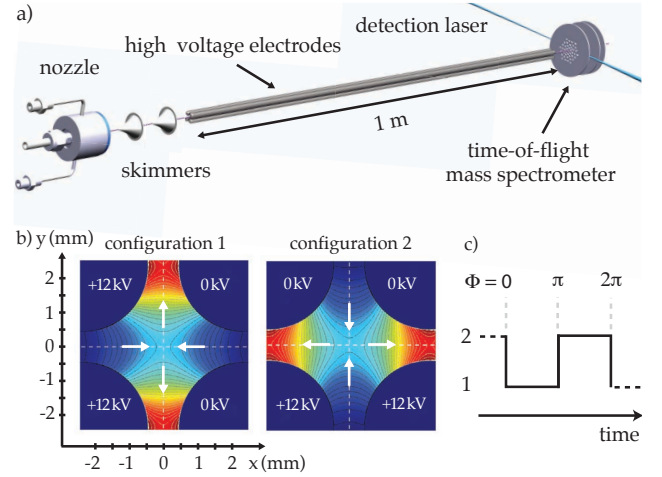 a)
detection laser
high voltage electrodes
nozzle
1 m
skimmers
time-of-flight
mass spectrometer
b) y (mm) configuration 1 configuration 2 c)
2 +12 kV 0 kV 0 kV +12 kV Φ = 0 π 2π
1
0 2
-1 1
-2 +12 kV 0 kV +12 kV 0 kV
time
-2 -1 0 1 2 x (mm)